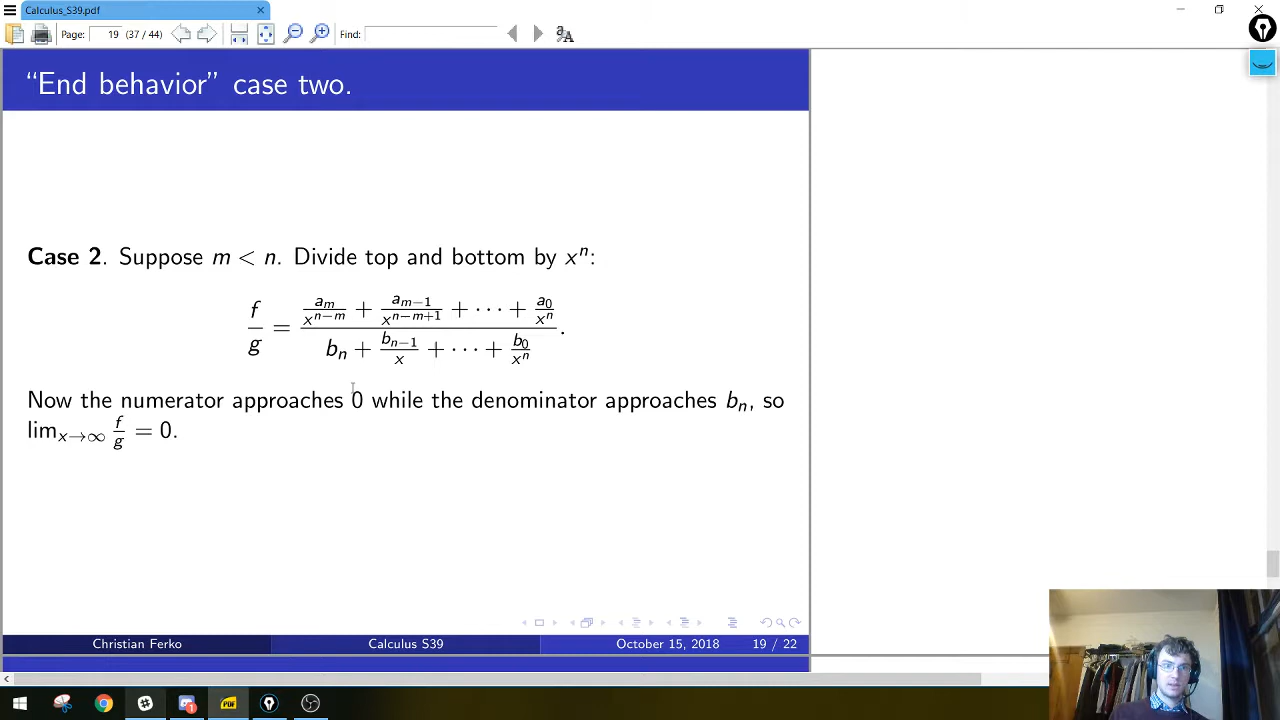 Calculus_S39.pdf
Page: 19 (37 / 44) Find:
“End behavior” case two.
Case 2. Suppose m < n. Divide top and bottom by xⁿ:
f/g = (a_m/x^{n−m} + a_{m−1}/x^{n−m+1} + ··· + a_0/x^n) / (b_n + b_{n−1}/x + ··· + b_0/x^n).
Now the numerator approaches 0 while the denominator approaches b_n, so
lim_{x→∞} f/g = 0.
Christian Ferko Calculus S39 October 15, 2018 19 / 22